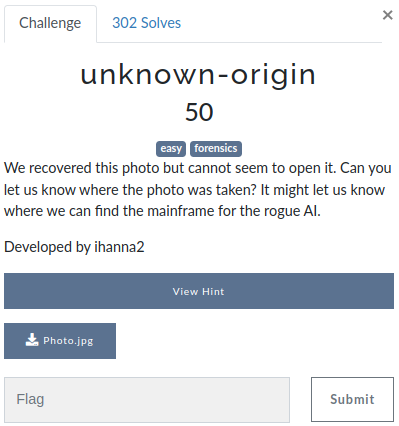 Challenge
302 Solves
×
unknown-origin
50
easy forensics
We recovered this photo but cannot seem to open it. Can you
let us know where the photo was taken? It might let us know
where we can find the mainframe for the rogue AI.
Developed by ihanna2
View Hint
Photo.jpg
Flag
Submit